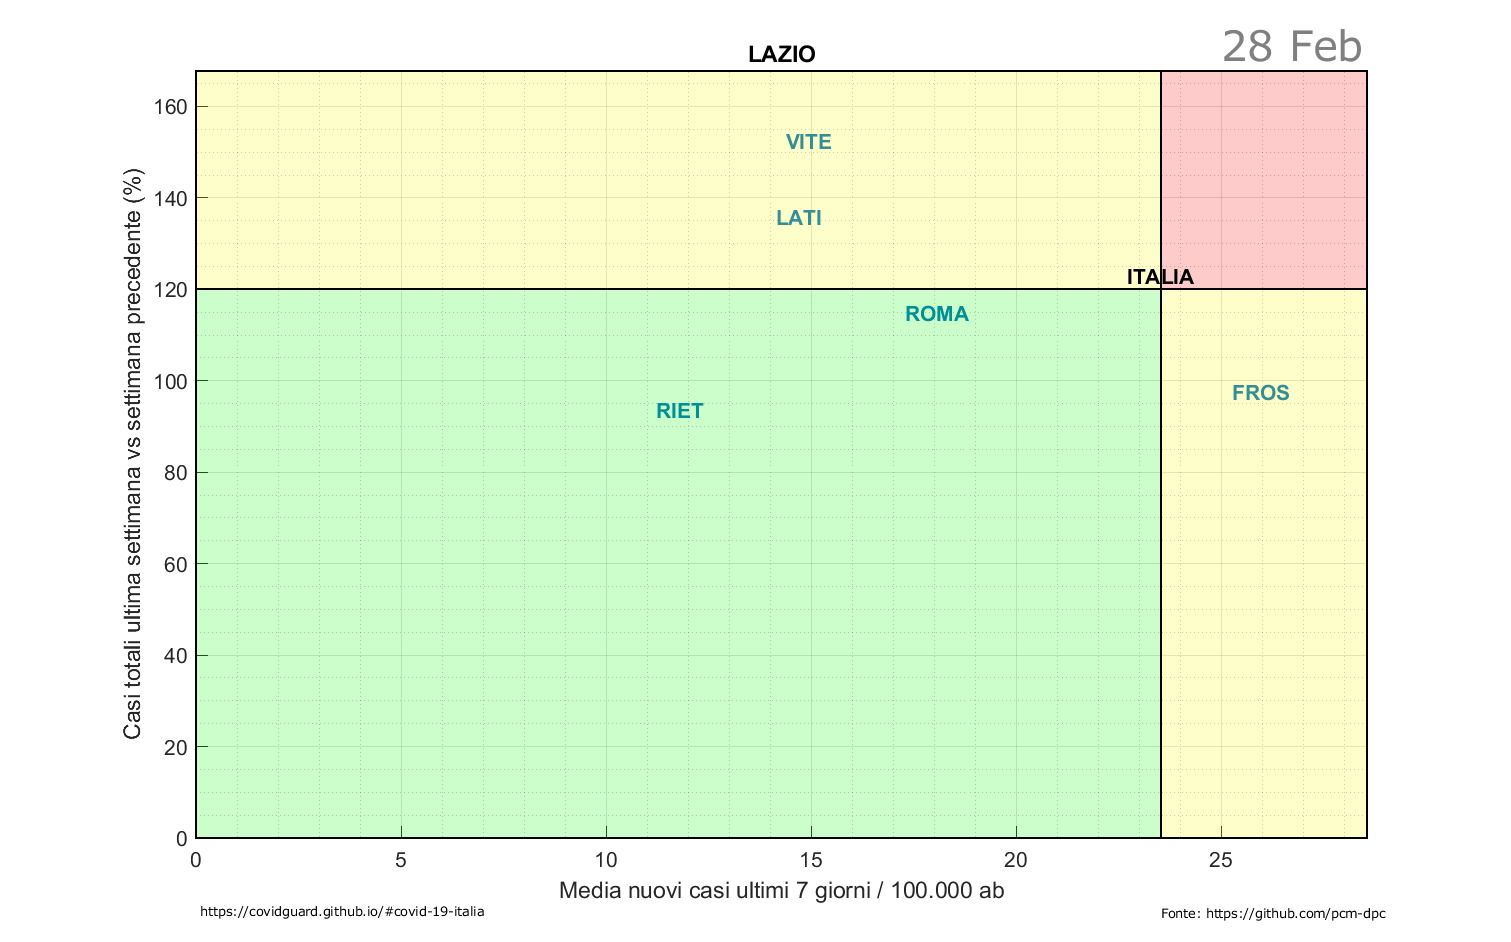 LAZIO
28 Feb
Casi totali ultima settimana vs settimana precedente (%)
160
140
120
100
80
60
40
20
0
VITE
LATI
ITALIA
ROMA
FROS
RIET
0
5
10
15
20
25
Media nuovi casi ultimi 7 giorni / 100.000 ab
https://covidguard.github.io/#covid-19-italia
Fonte: https://github.com/pcm-dpc